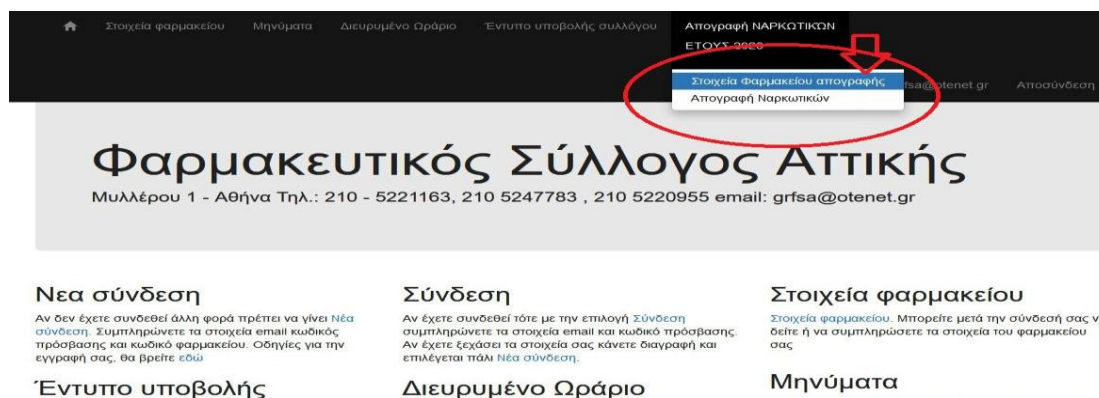 Στοιχεία φαρμακείου Μηνύματα Διευρυμένο Ωράριο Έντυπο υποβολής συλλόγου Απογραφή ΝΑΡΚΩΤΙΚΏΝ
ΕΤΟΥΣ 2020
Στοιχεία Φαρμακείου απογραφής
fsa@otenet.gr Αποσύνδεση
Απογραφή Ναρκωτικών
Φαρμακευτικός Σύλλογος Αττικής
Μυλλέρου 1 - Αθήνα Τηλ.: 210 - 5221163, 210 5247783 , 210 5220955 email: grfsa@otenet.gr
Νεα σύνδεση
Αν δεν έχετε συνδεθεί άλλη φορά πρέπει να γίνει Νέα
σύνδεση. Συμπληρώνετε τα στοιχεία email κωδικός
πρόσβασης και κωδικό φαρμακείου. Οδηγίες για την
εγγραφή σας, θα βρείτε εδώ
Έντυπο υποβολής
Σύνδεση
Αν έχετε συνδεθεί τότε με την επιλογή Σύνδεση
συμπληρώνετε τα στοιχεία email και κωδικό πρόσβασης.
Αν έχετε ξεχάσει τα στοιχεία σας κάνετε διαγραφή και
επιλέγεται πάλι Νέα σύνδεση.
Διευρυμένο Ωράριο
Στοιχεία φαρμακείου
Στοιχεία φαρμακείου. Μπορείτε μετά την σύνδεσή σας ν
δείτε ή να συμπληρώσετε τα στοιχεία του φαρμακείου
σας
Μηνύματα